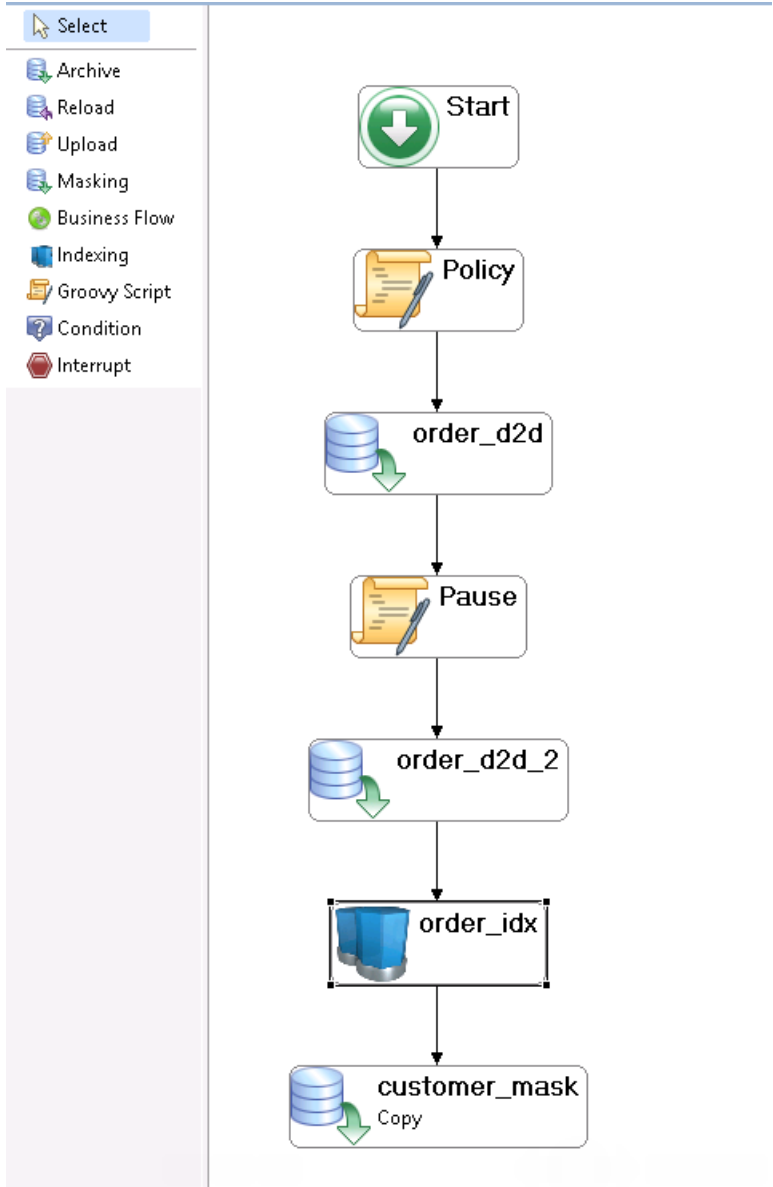 Select
Archive
Reload
Upload
Masking
Business Flow
Indexing
Groovy Script
Condition
Interrupt
Start
Policy
order_d2d
Pause
order_d2d_2
order_idx
customer_mask
Copy